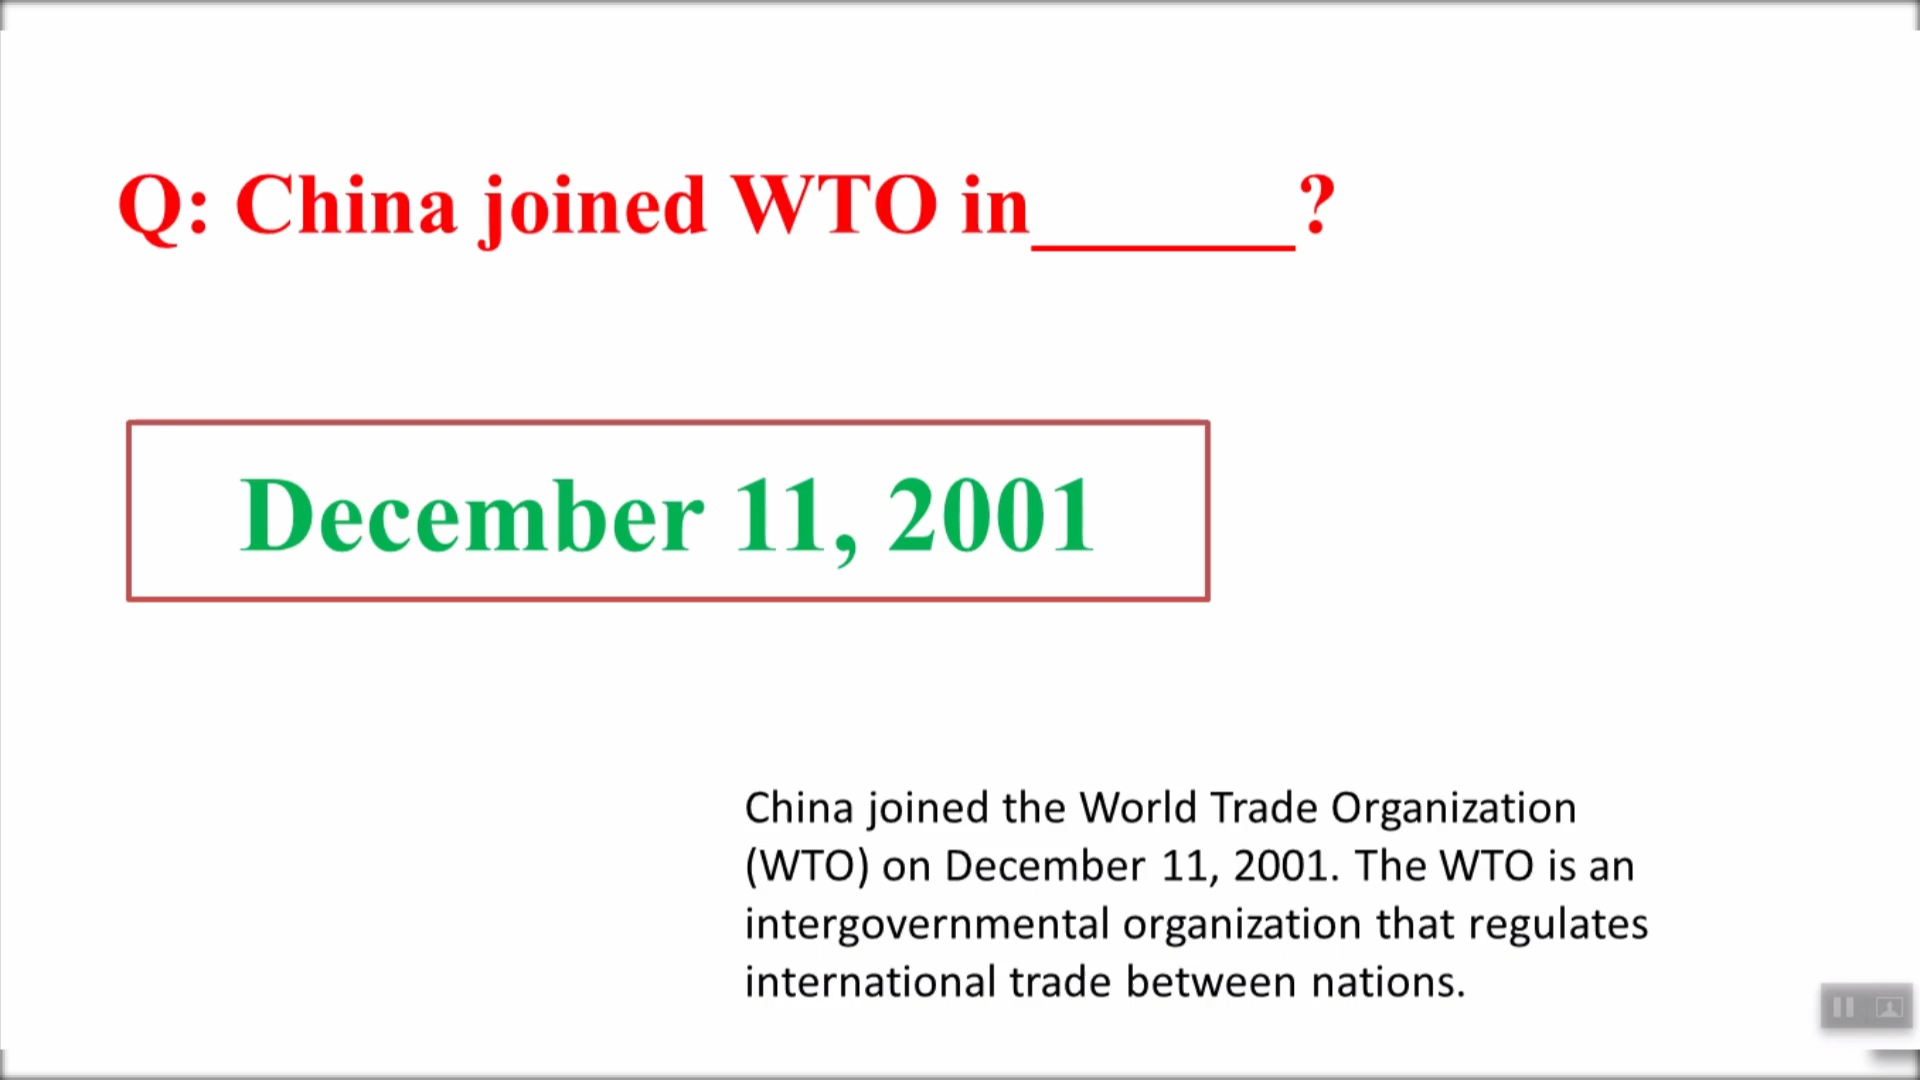 Q: China joined WTO in______?
December 11, 2001
China joined the World Trade Organization
(WTO) on December 11, 2001. The WTO is an
intergovernmental organization that regulates
international trade between nations.